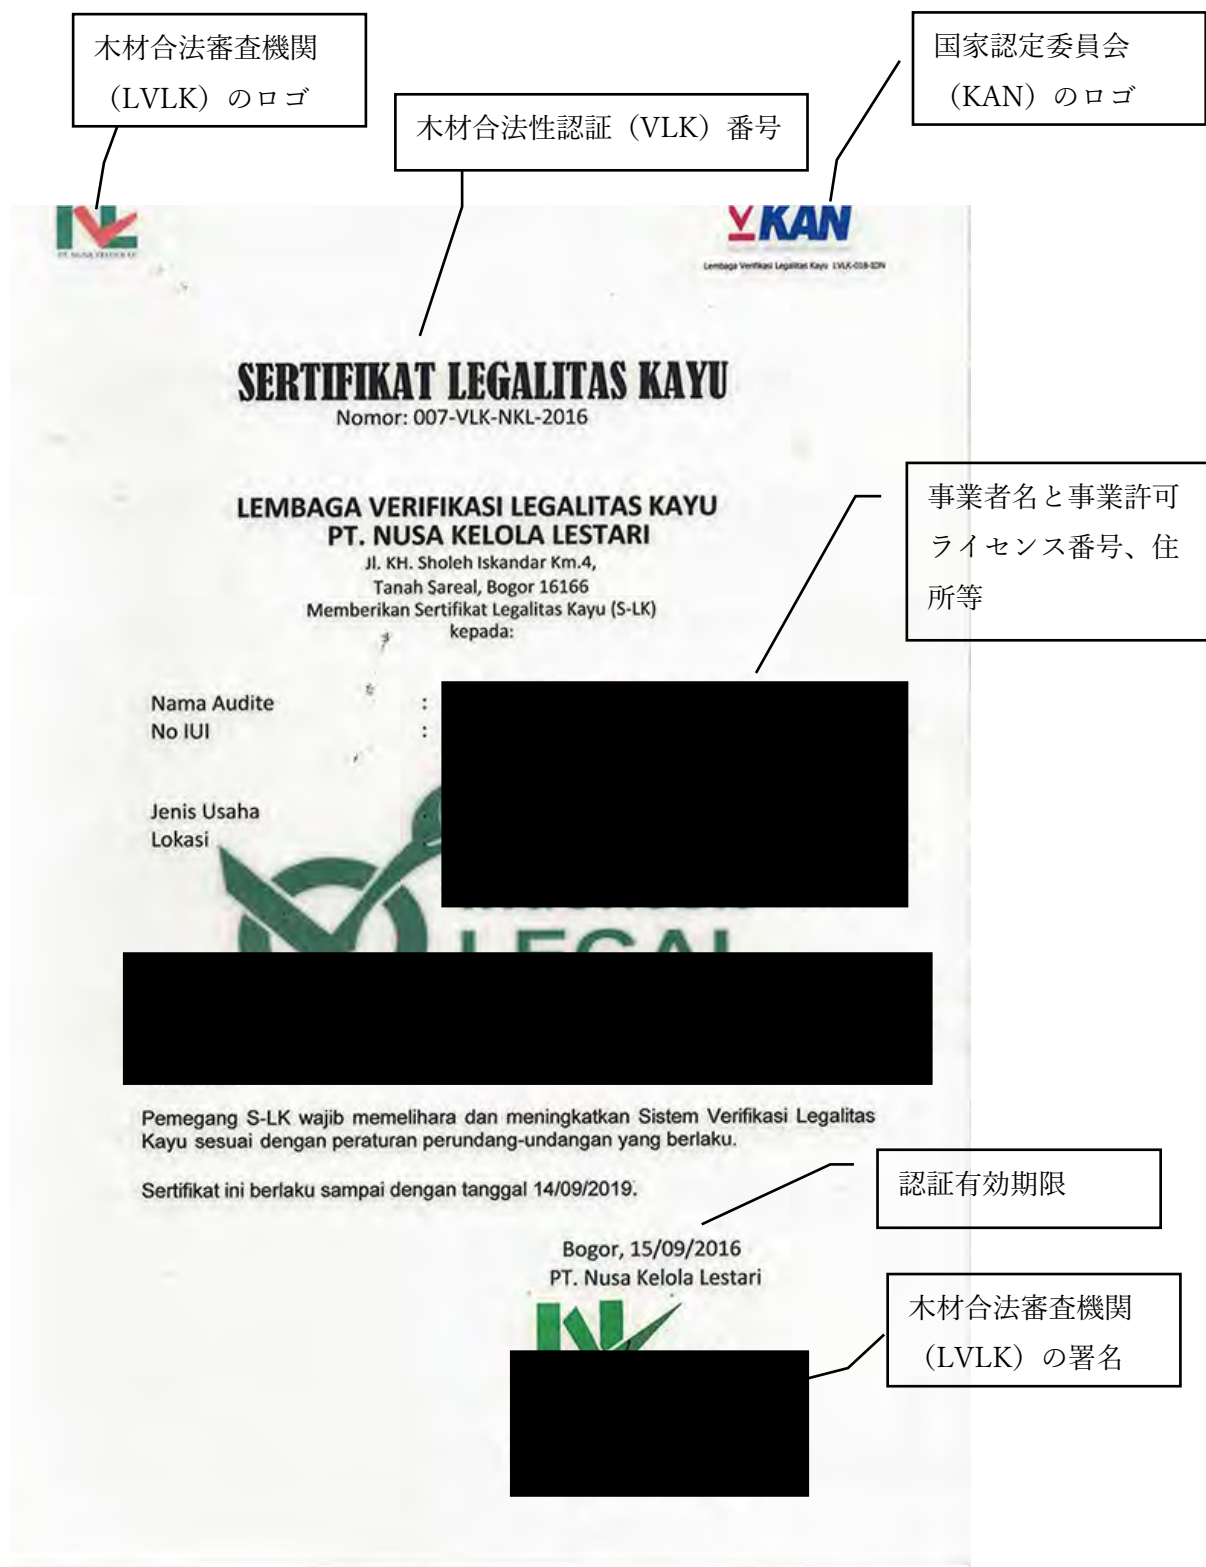 木材合法審査機関
（LVLK）のロゴ
国家認定委員会
（KAN）のロゴ
木材合法性認証（VLK）番号
KAN
Lembaga Verifikasi Legalitas Kayu LVLK-018-IDN
SERTIFIKAT LEGALITAS KAYU
Nomor: 007-VLK-NKL-2016
LEMBAGA VERIFIKASI LEGALITAS KAYU
PT. NUSA KELOLA LESTARI
Jl. KH. Sholeh Iskandar Km.4,
Tanah Sareal, Bogor 16166
Memberikan Sertifikat Legalitas Kayu (S-LK)
kepada:
事業者名と事業許可
ライセンス番号、住
所等
Nama Audite :
No IUI :
Jenis Usaha
Lokasi
LEGAL
Pemegang S-LK wajib memelihara dan meningkatkan Sistem Verifikasi Legalitas
Kayu sesuai dengan peraturan perundang-undangan yang berlaku.
Sertifikat ini berlaku sampai dengan tanggal 14/09/2019.
認証有効期限
Bogor, 15/09/2016
PT. Nusa Kelola Lestari
木材合法審査機関
（LVLK）の署名